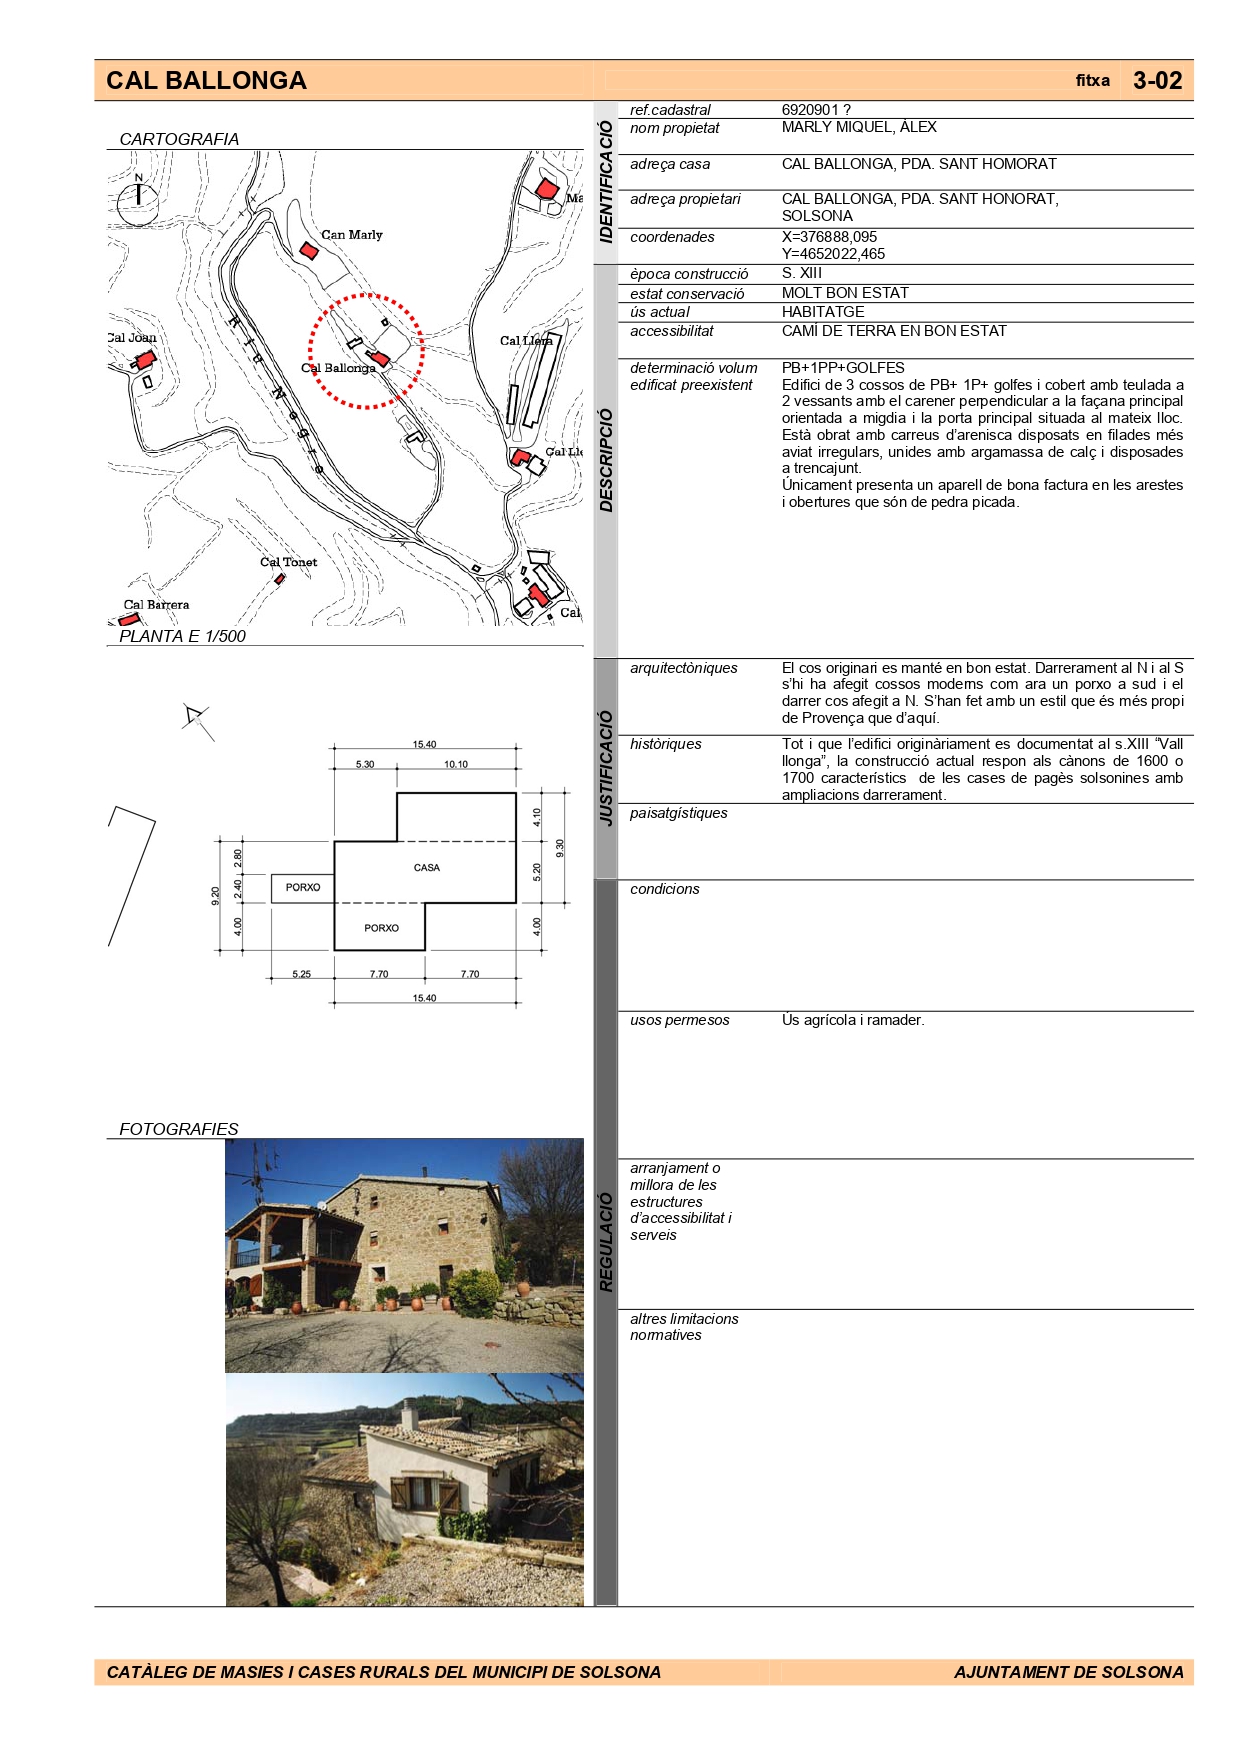 CAL BALLONGA
fitxa 3-02
CARTOGRAFIA
N
Ma
Can Marly
Cal Joan
Cal Llera
Cal Ballonga
Riu Negre
Cal Lle
Cal Tonet
Cal Barrera
Cal
PLANTA E 1/500
15.40
5.30 10.10
4.10
9.30
2.80
5.20
CASA
9.20
2.40
PORXO
4.00
PORXO
4.00
5.25 7.70 7.70
15.40
FOTOGRAFIES
IDENTIFICACIÓ
ref.cadastral 6920901 ?
nom propietat MARLY MIQUEL, ÀLEX
adreça casa CAL BALLONGA, PDA. SANT HOMORAT
adreça propietari CAL BALLONGA, PDA. SANT HONORAT,
SOLSONA
coordenades X=376888,095
Y=4652022,465
DESCRIPCIÓ
època construcció S. XIII
estat conservació MOLT BON ESTAT
ús actual HABITATGE
accessibilitat CAMÍ DE TERRA EN BON ESTAT
determinació volum PB+1PP+GOLFES
edificat preexistent Edifici de 3 cossos de PB+ 1P+ golfes i cobert amb teulada a
2 vessants amb el carener perpendicular a la façana principal
orientada a migdia i la porta principal situada al mateix lloc.
Està obrat amb carreus d’arenisca disposats en filades més
aviat irregulars, unides amb argamassa de calç i disposades
a trencajunt.
Únicament presenta un aparell de bona factura en les arestes
i obertures que són de pedra picada.
JUSTIFICACIÓ
arquitectòniques El cos originari es manté en bon estat. Darrerament al N i al S
s’hi ha afegit cossos moderns com ara un porxo a sud i el
darrer cos afegit a N. S’han fet amb un estil que és més propi
de Provença que d’aquí.
històriques Tot i que l’edifici originàriament es documentat al s.XIII “Vall
llonga”, la construcció actual respon als cànons de 1600 o
1700 característics de les cases de pagès solsonines amb
ampliacions darrerament.
paisatgístiques
REGULACIÓ
condicions
usos permesos Ús agrícola i ramader.
arranjament o
millora de les
estructures
d’accessibilitat i
serveis
altres limitacions
normatives
CATÀLEG DE MASIES I CASES RURALS DEL MUNICIPI DE SOLSONA AJUNTAMENT DE SOLSONA